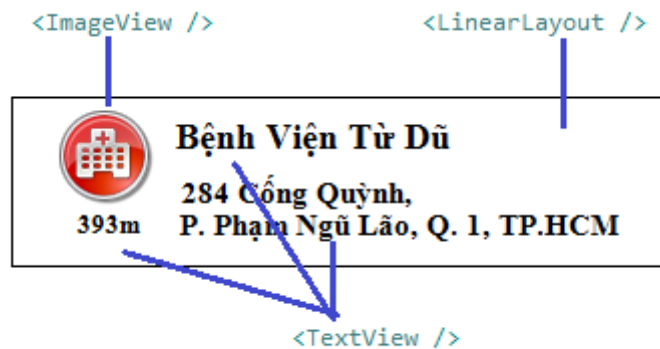 <ImageView />
<LinearLayout />
Bệnh Viện Từ Dũ
284 Cống Quỳnh,
P. Phạm Ngũ Lão, Q. 1, TP.HCM
393m
<TextView />